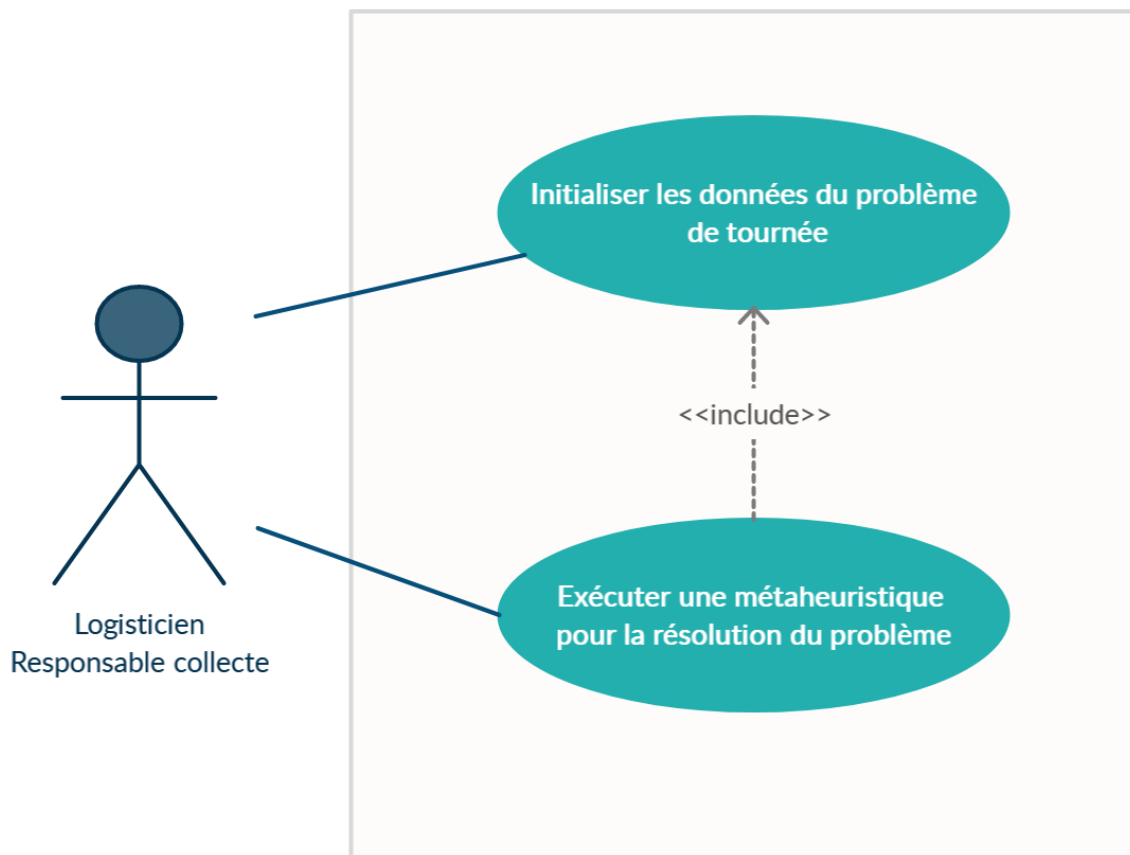 Initialiser les données du problème
de tournée
<<include>>
Exécuter une métaheuristique
pour la résolution du problème
Logisticien
Responsable collecte